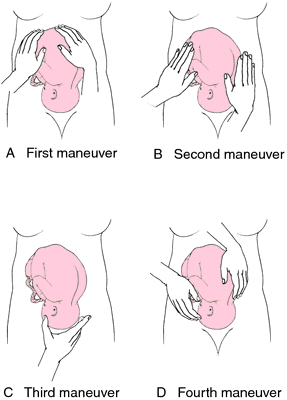 A First maneuver
B Second maneuver
C Third maneuver
D Fourth maneuver